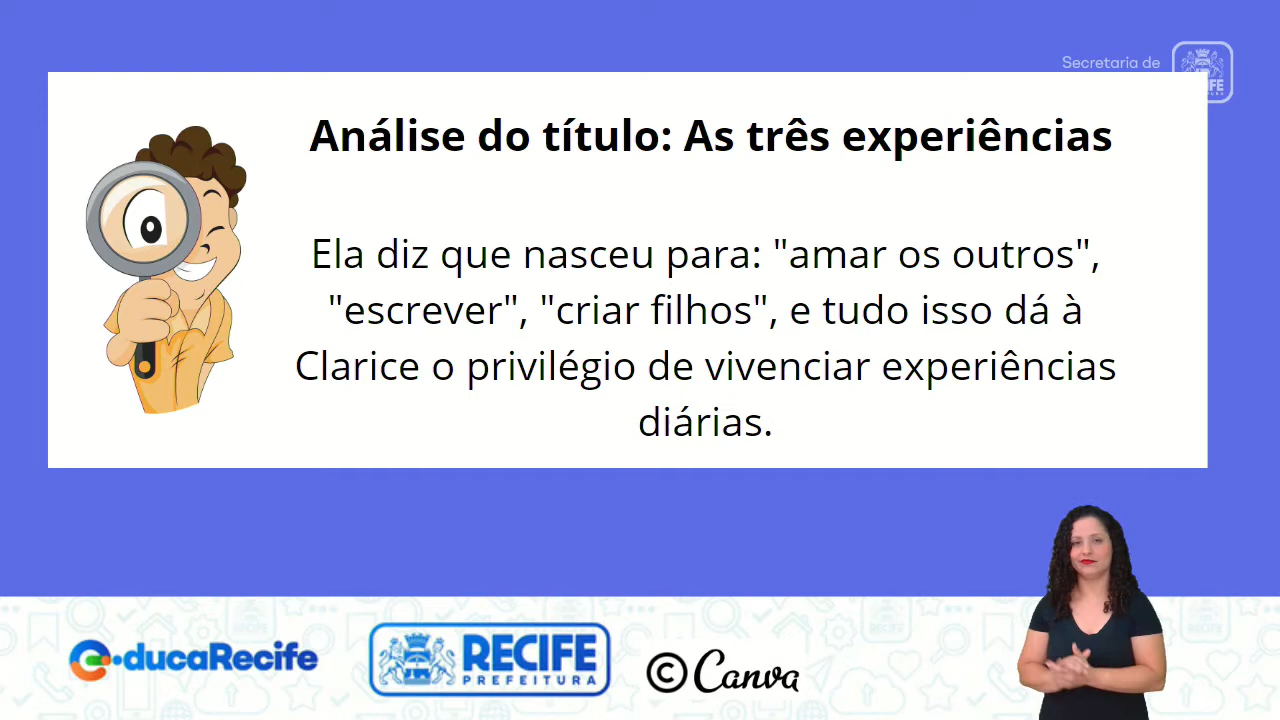 Secretaria de
Análise do título: As três experiências
Ela diz que nasceu para: "amar os outros",
"escrever", "criar filhos", e tudo isso dá à
Clarice o privilégio de vivenciar experiências
diárias.
e·ducaRecife
RECIFE
PREFEITURA
© Canva